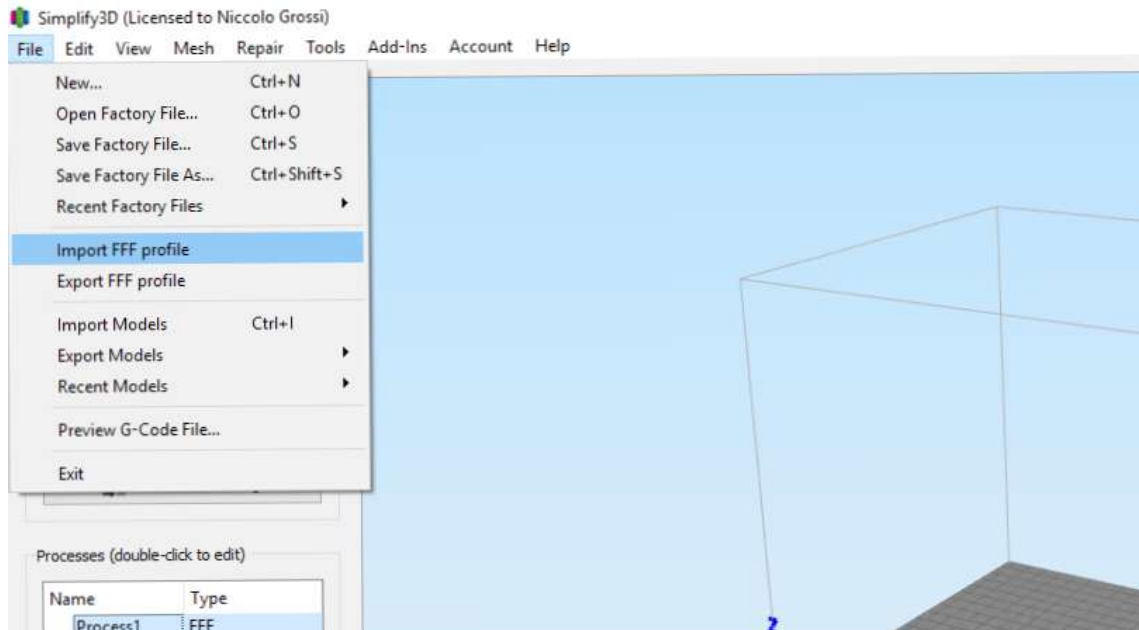 Simplify3D (Licensed to Niccolo Grossi)
File Edit View Mesh Repair Tools Add-Ins Account Help
New... Ctrl+N
Open Factory File... Ctrl+O
Save Factory File... Ctrl+S
Save Factory File As... Ctrl+Shift+S
Recent Factory Files
Import FFF profile
Export FFF profile
Import Models Ctrl+I
Export Models
Recent Models
Preview G-Code File...
Exit
Processes (double-click to edit)
Name Type
Process1 FFF
Z